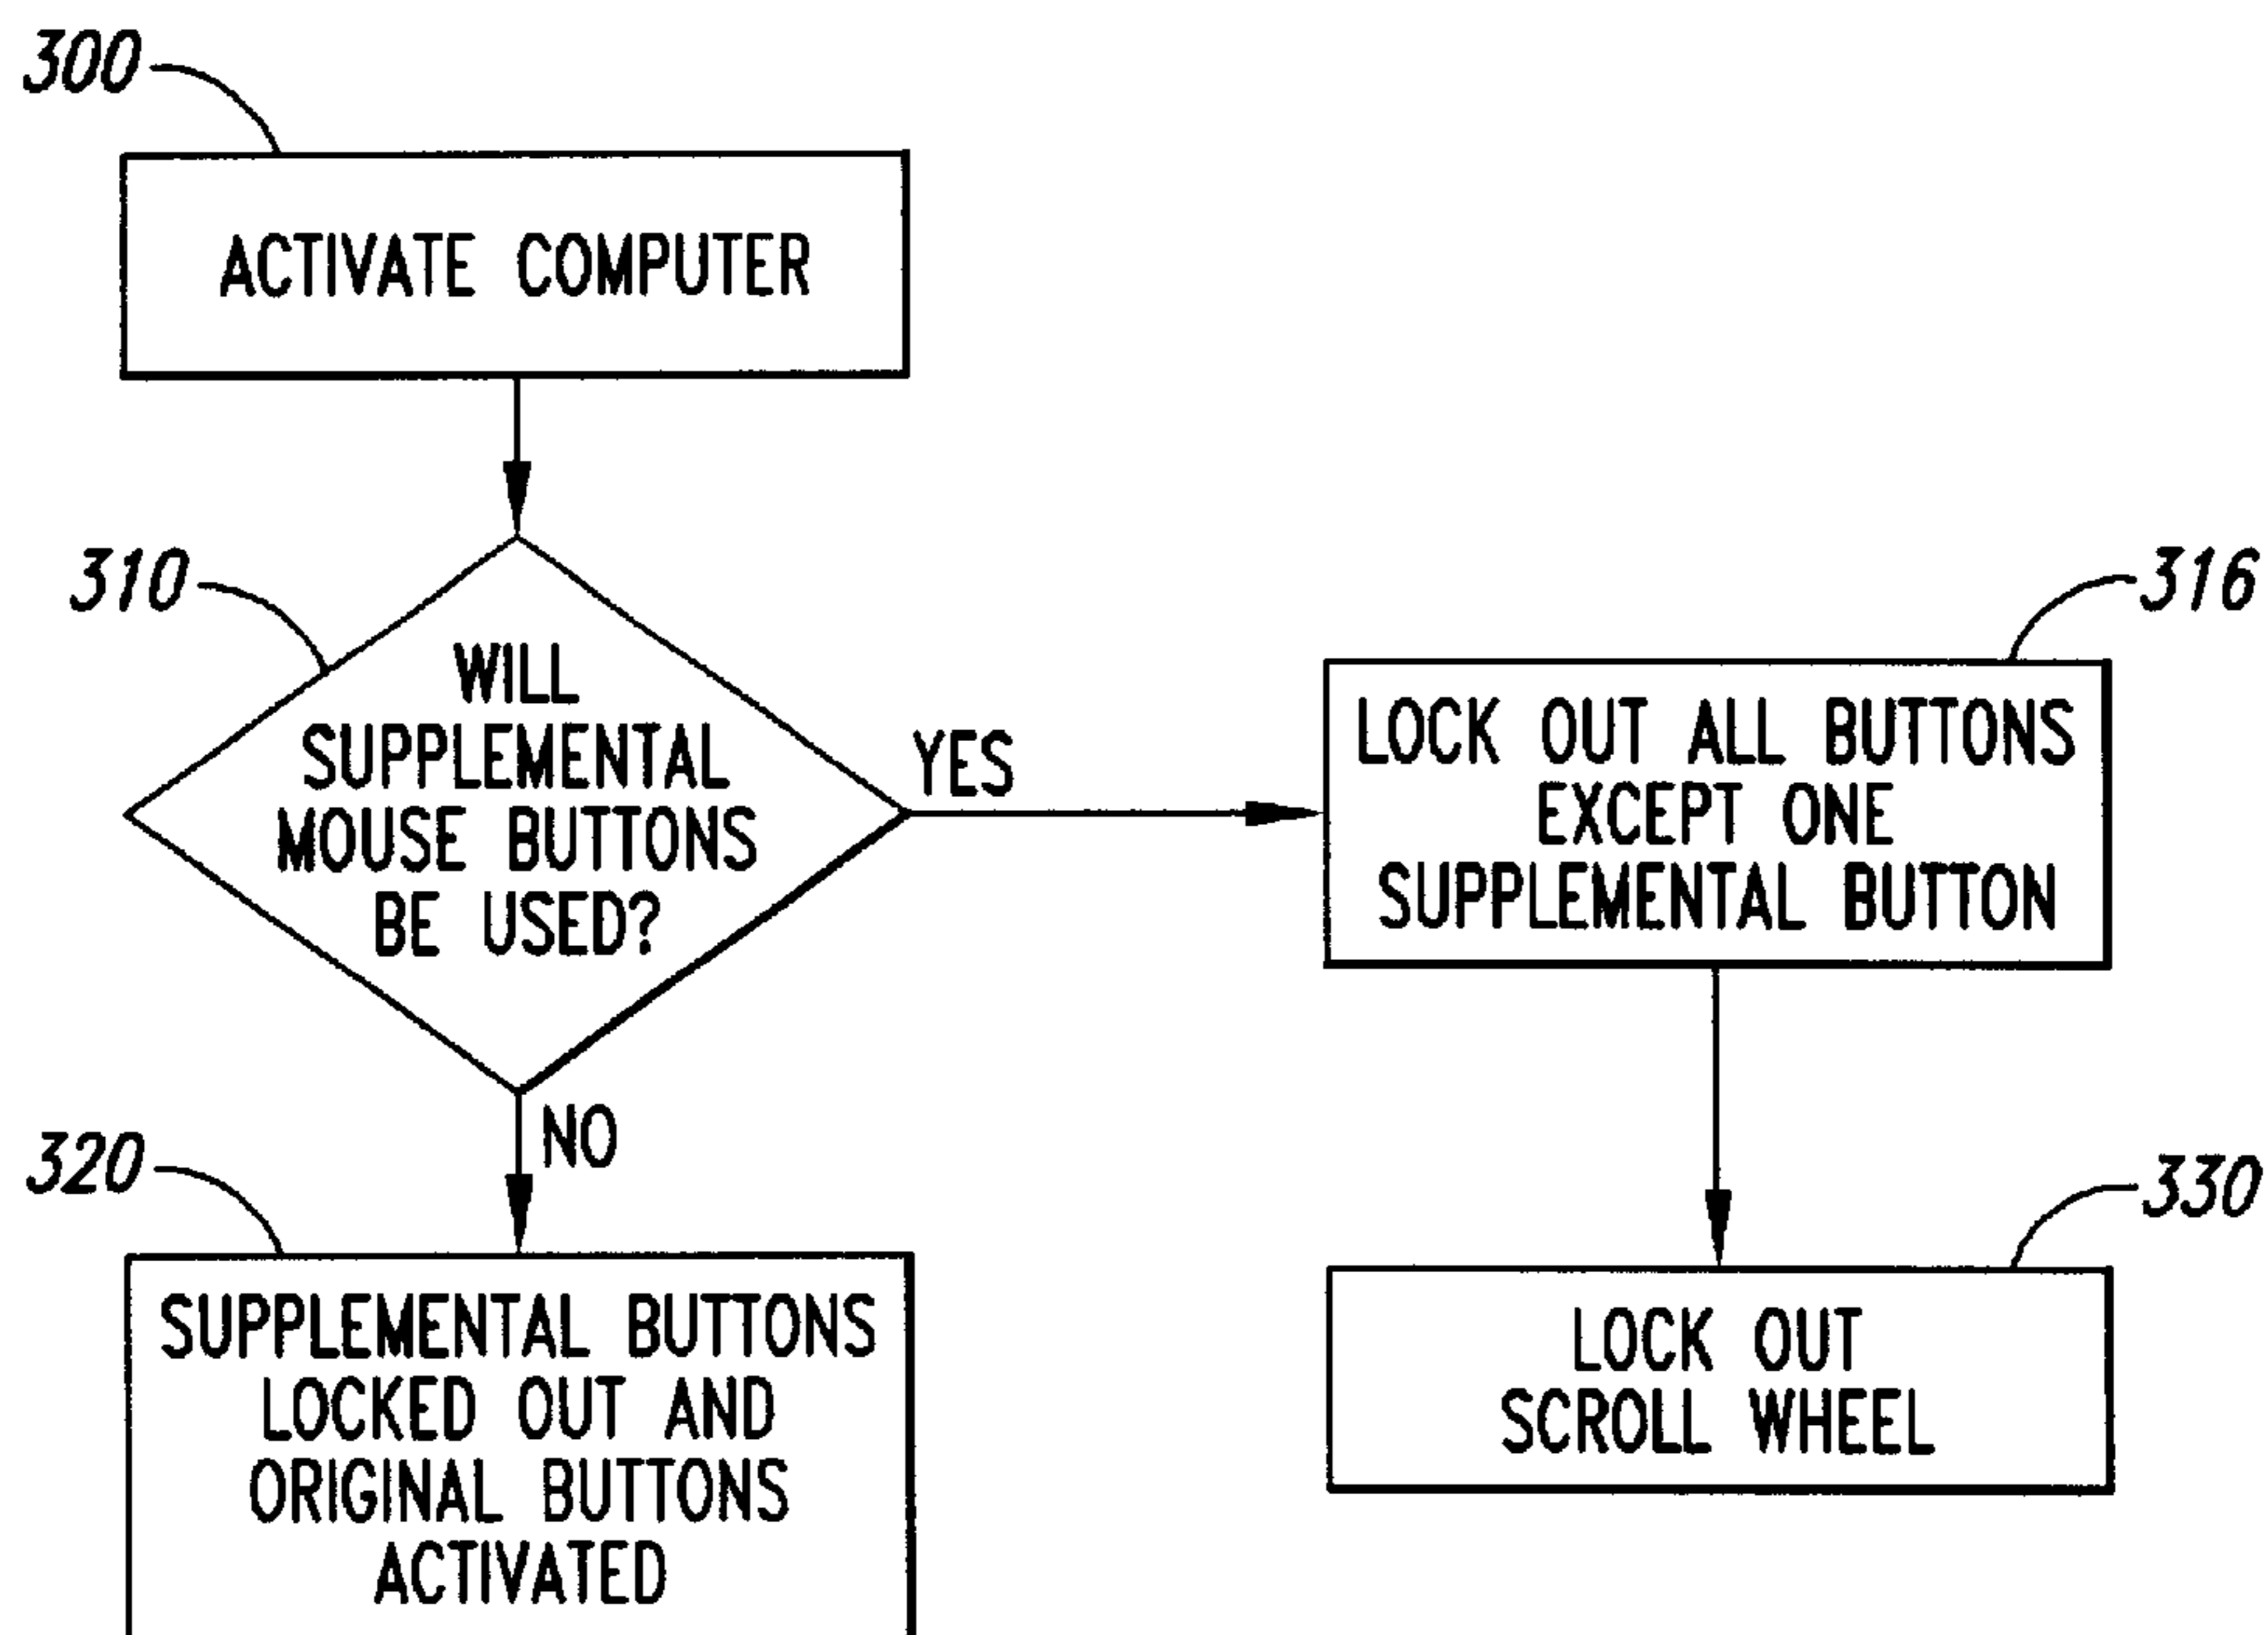 300
ACTIVATE COMPUTER
310
WILL
SUPPLEMENTAL
MOUSE BUTTONS
BE USED?
YES
316
LOCK OUT ALL BUTTONS
EXCEPT ONE
SUPPLEMENTAL BUTTON
NO
320
SUPPLEMENTAL BUTTONS
LOCKED OUT AND
ORIGINAL BUTTONS
ACTIVATED
330
LOCK OUT
SCROLL WHEEL